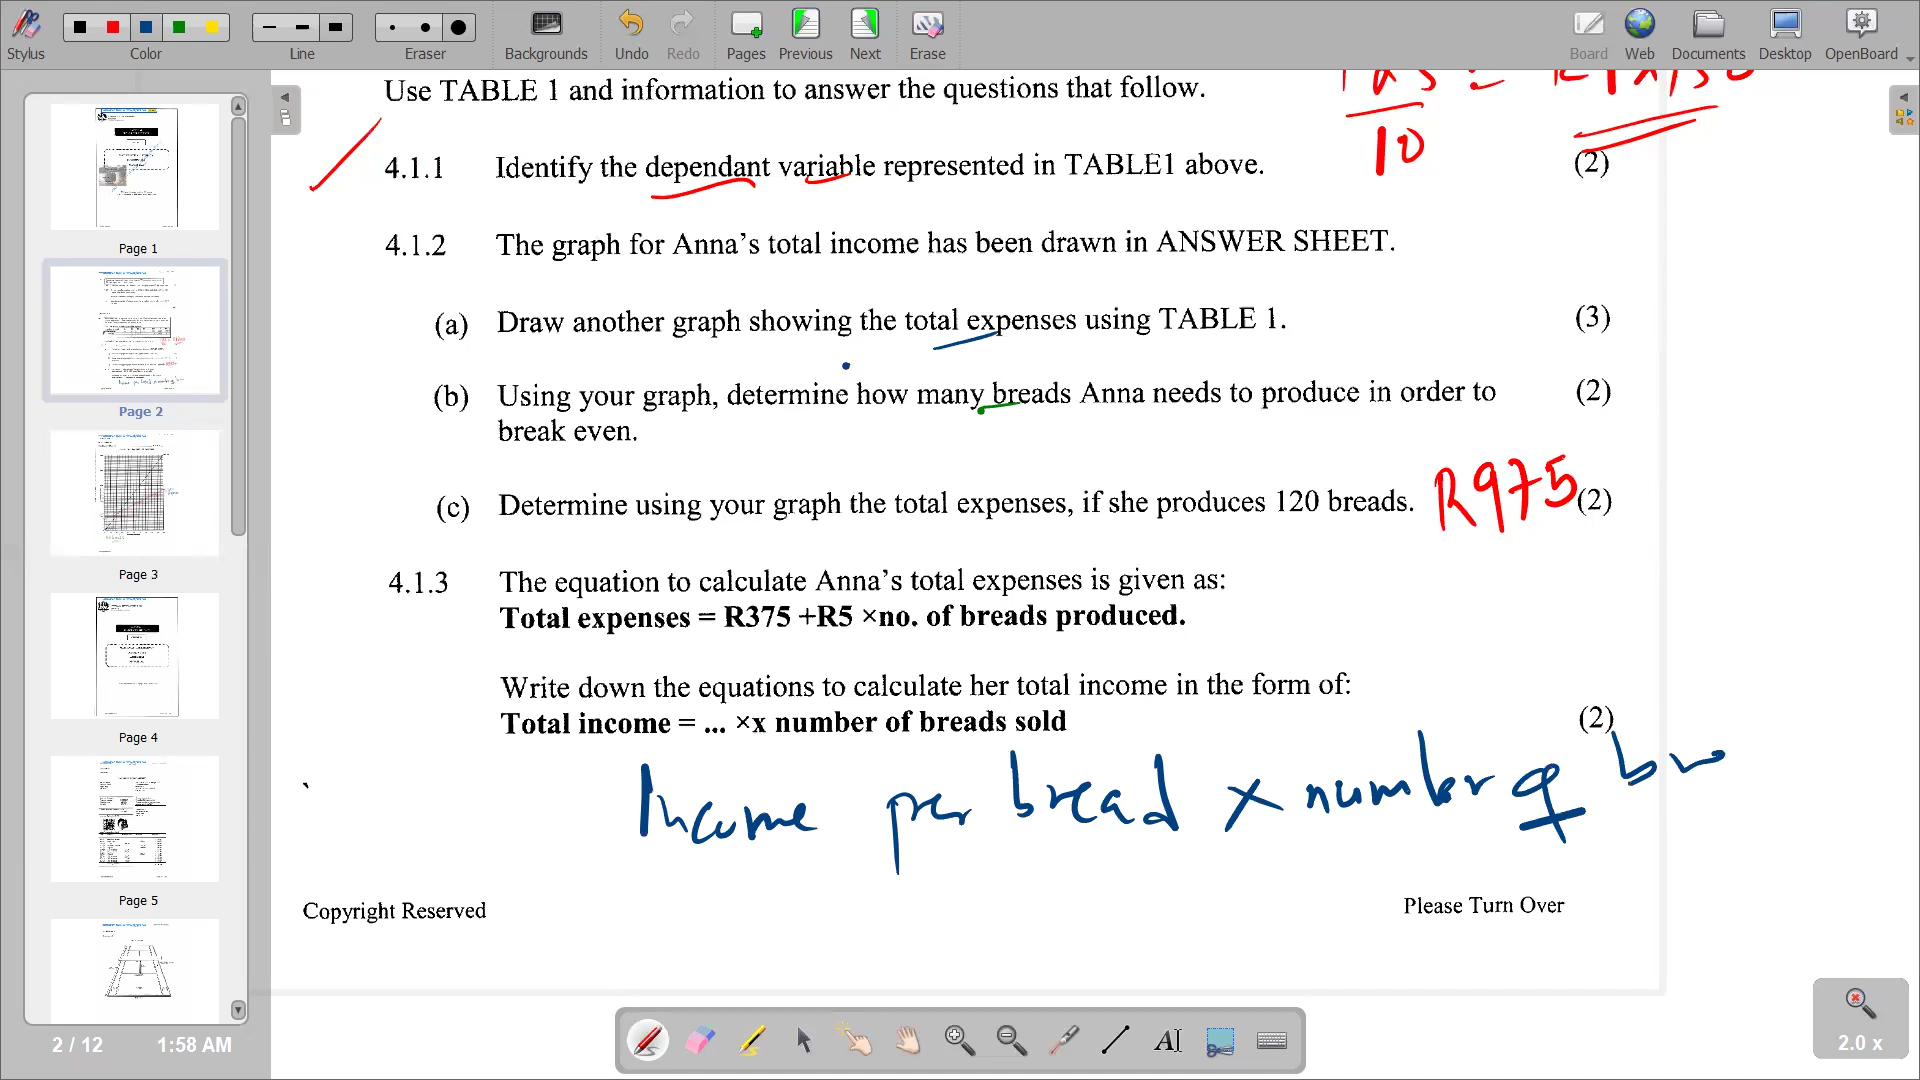 Stylus Color Line Eraser Backgrounds Undo Redo Pages Previous Next Erase Board Web Documents Desktop OpenBoard
Use TABLE 1 and information to answer the questions that follow.
10
4.1.1 Identify the dependant variable represented in TABLE1 above. (2)
4.1.2 The graph for Anna's total income has been drawn in ANSWER SHEET.
(a) Draw another graph showing the total expenses using TABLE 1. (3)
(b) Using your graph, determine how many breads Anna needs to produce in order to (2)
break even.
(c) Determine using your graph the total expenses, if she produces 120 breads. R975 (2)
4.1.3 The equation to calculate Anna's total expenses is given as:
Total expenses = R375 +R5 ×no. of breads produced.
Write down the equations to calculate her total income in the form of:
Total income = ... ×x number of breads sold (2)
Income per bread × number of
Copyright Reserved Please Turn Over
Page 1
Page 2
Page 3
Page 4
Page 5
2 / 12 1:58 AM
2.0 x